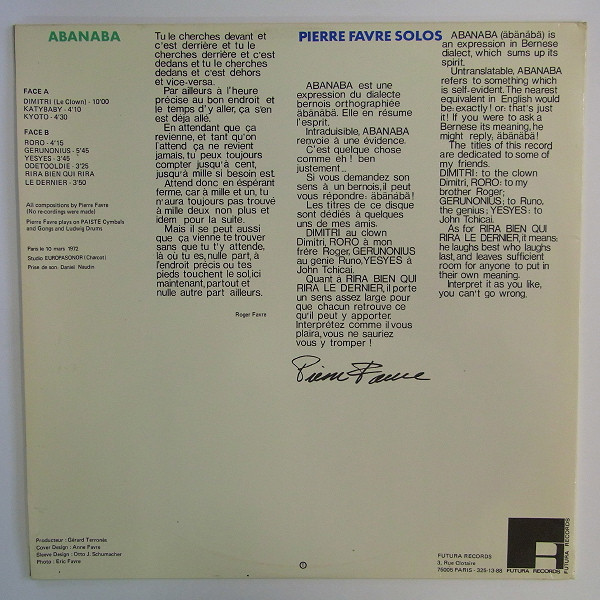 ABANABA
FACE A
DIMITRI (Le Clown) - 10'00
KATYBABY - 4'10
KYOTO - 4'30
FACE B
RORO - 4'15
GERUNONIUS - 5'45
YESYES - 3'45
ODETOOLDIE - 3'25
RIRA BIEN QUI RIRA
LE DERNIER - 3'50
All compositions by Pierre Favre
(No recordings were made)
Pierre Favre plays on PAISTE Cymbals
and Gongs and Ludwig Drums
Paris le 10 mars 1972
Studio EUROPASONOR (Charcot)
Prise de son: Daniel Naudin
Tu le cherches devant et
c'est derrière et tu le
cherches derrière et c'est
dedans et tu le cherches
dedans et c'est dehors
et vice-versa.
Par ailleurs à l'heure
précise au bon endroit et
le temps d'y aller, ça s'en
est déjà allé.
En attendant que ça
revienne, et tant qu'on
l'attend ça ne revient
jamais, tu peux toujours
compter jusqu'à cent,
jusqu'à mille si besoin est.
Attend donc en espérant
ferme, car à mille et un, tu
n'aura toujours pas trouvé
à mille deux non plus et
idem pour la suite.
Mais il se peut aussi
que ça vienne te trouver
sans que tu t'y attende,
là où tu es, nulle part, à
l'endroit précis ou tes
pieds touchent le sol,ici
maintenant, partout et
nulle autre part ailleurs.
Roger Favre
PIERRE FAVRE SOLOS
ABANABA est une
expression du dialecte
bernois orthographiée
äbänäbä. Elle en résume
l'esprit.
Intraduisible, ABANABA
renvoie à une évidence.
C'est quelque chose
comme eh ! ben
justement...
Si vous demandez son
sens à un bernois, il peut
vous répondre: äbänäbä!
Les titres de ce disque
sont dédiés à quelques
uns de mes amis.
DIMITRI au clown
Dimitri, RORO à mon
frère Roger, GERUNONIUS
au genie Runo, YESYES à
John Tchicai.
Quant à RIRA BIEN QUI
RIRA LE DERNIER, il porte
un sens assez large pour
que chacun retrouve ce
qu'il peut y apporter.
Interprétez comme il vous
plaira, vous ne sauriez
vous y tromper !
Pierre Favre
ABANABA (äbänäbä) is
an expression in Bernese
dialect, which sums up its
spirit.
Untranslatable, ABANABA
refers to something which
is self-evident. The nearest
equivalent in English would
be: exactly! or: that's just
it! If you were to ask a
Bernese its meaning, he
might reply: äbänäbä!
The titles of this record
are dedicated to some of
my friends.
DIMITRI: to the clown
Dimitri, RORO: to my
brother Roger;
GERUNONIUS; to Runo,
the genius; YESYES: to
John Tchicai.
As for RIRA BIEN QUI
RIRA LE DERNIER, it means:
he laughs best who laughs
last, and leaves sufficient
room for anyone to put in
their own meaning.
Interpret it as you like,
you can't go wrong.
Producteur : Gérard Terronès
Cover Design : Anne Favre
Sleeve Design : Otto J. Schumacher
Photo : Eric Favre
FUTURA RECORDS
3, Rue Clotaire
75005 PARIS - 326-13-88
FUTURA RECORDS
FUTURA RECORDS